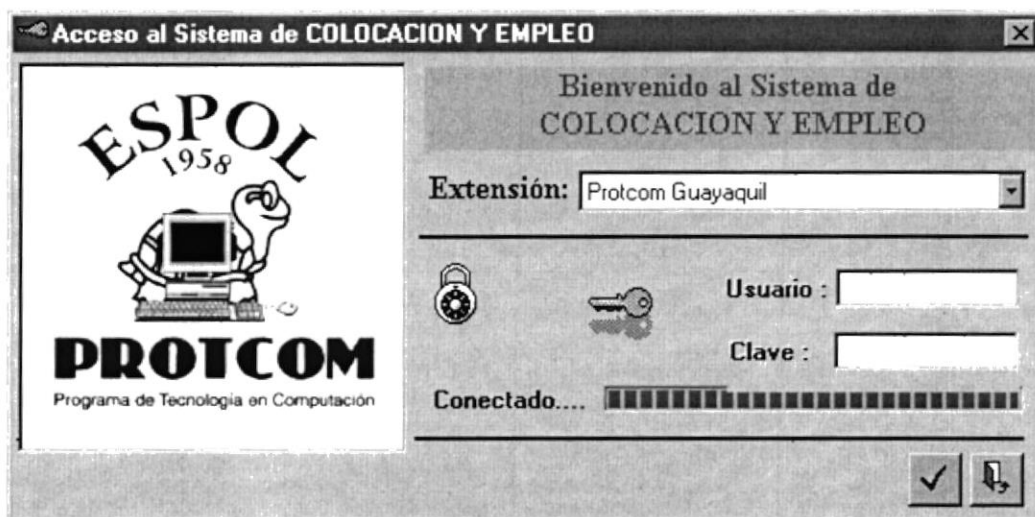 Acceso al Sistema de COLOCACION Y EMPLEO
ESPOL
1958
PROTCOM
Programa de Tecnología en Computación
Bienvenido al Sistema de
COLOCACION Y EMPLEO
Extensión: Protcom Guayaquil
Usuario :
Clave :
Conectado....